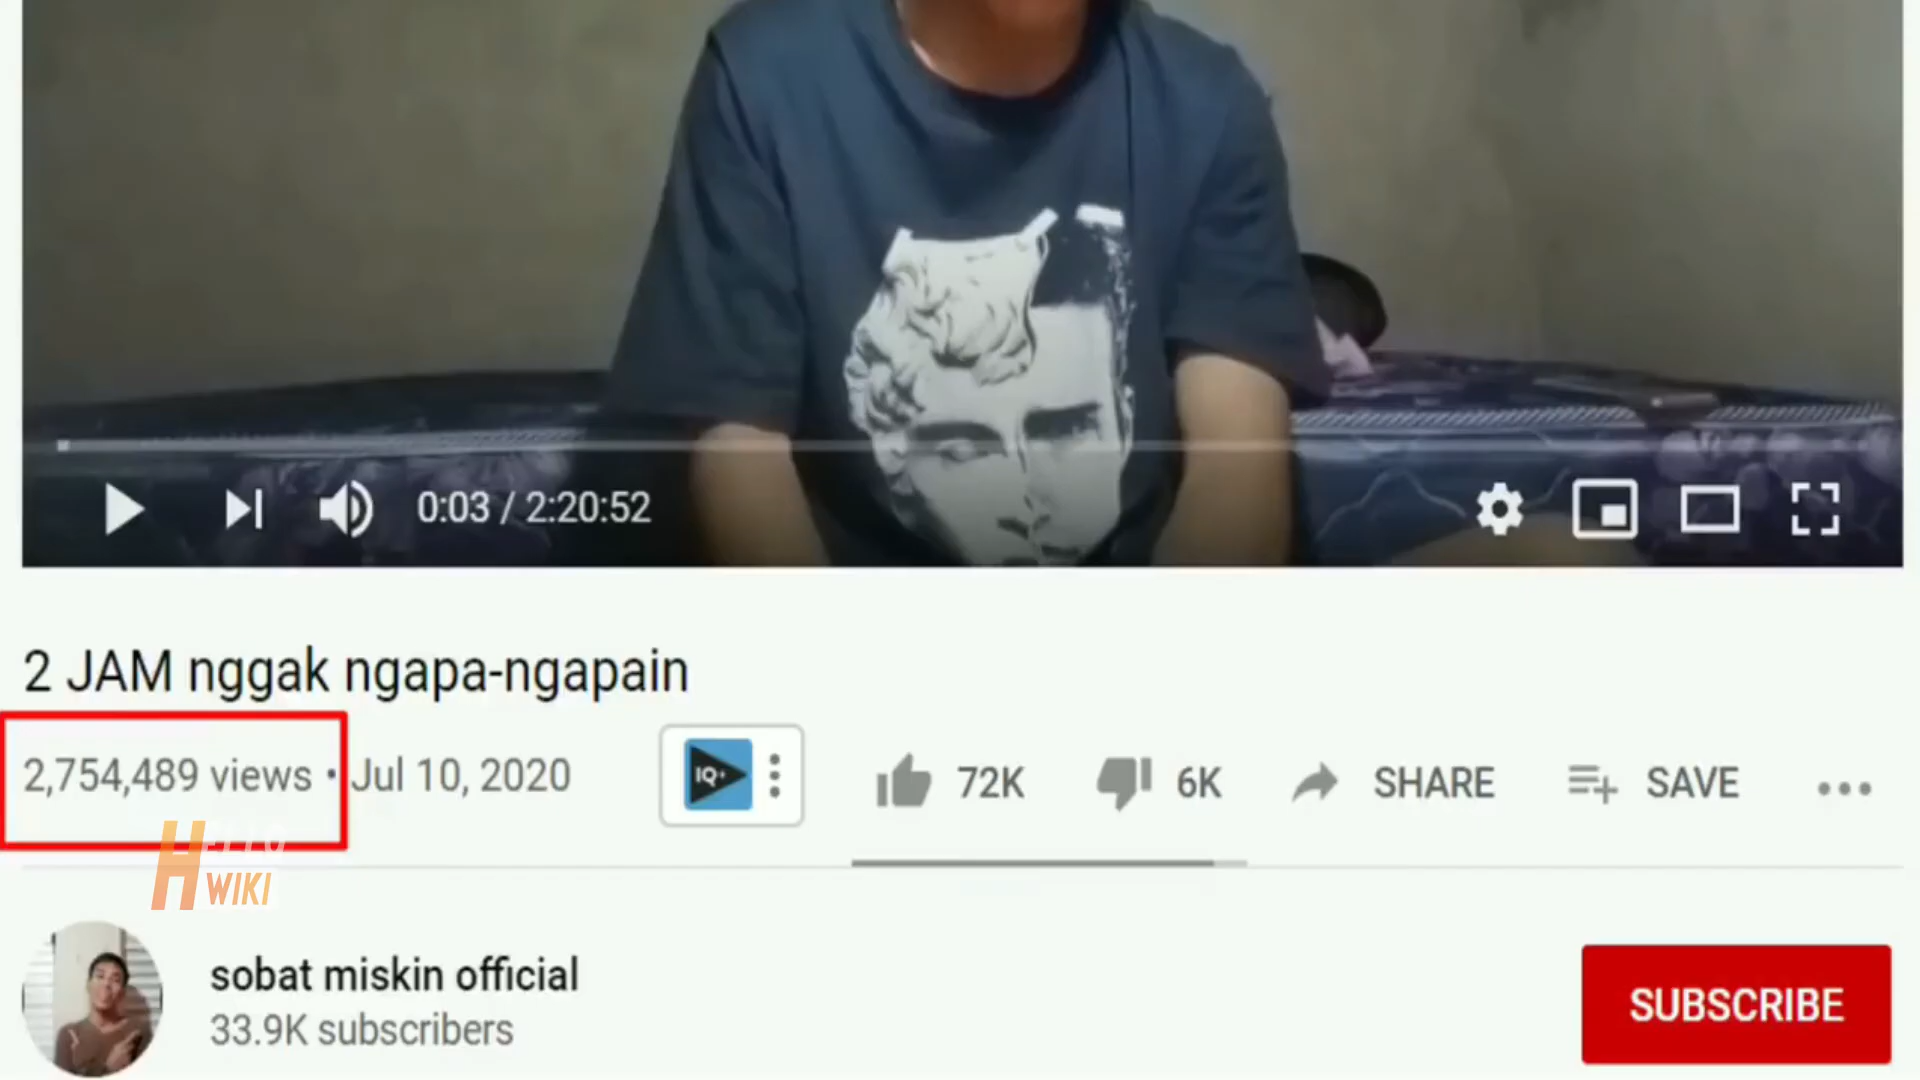 0:03 / 2:20:52
2 JAM nggak ngapa-ngapain
2,754,489 views • Jul 10, 2020
IQ+
72K
6K
SHARE
SAVE
HELLO
WIKI
sobat miskin official
33.9K subscribers
SUBSCRIBE